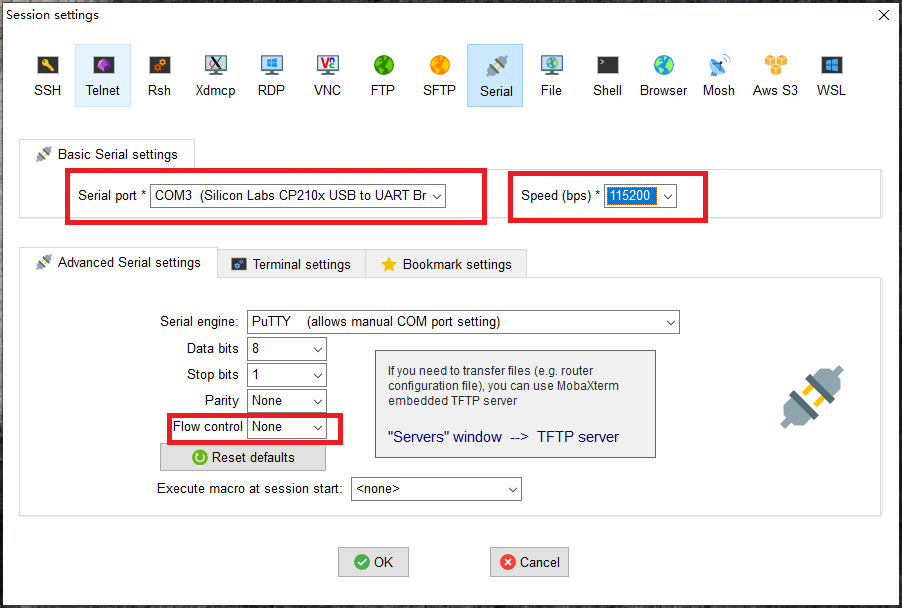 Session settings
SSH Telnet Rsh Xdmcp RDP VNC FTP SFTP Serial File Shell Browser Mosh Aws S3 WSL
Basic Serial settings
Serial port * COM3 (Silicon Labs CP210x USB to UART Br Speed (bps) * 115200
Advanced Serial settings Terminal settings Bookmark settings
Serial engine: PuTTY (allows manual COM port setting)
Data bits 8
Stop bits 1
Parity None
Flow control None
Reset defaults
If you need to transfer files (e.g. router
configuration file), you can use MobaXterm
embedded TFTP server
"Servers" window --> TFTP server
Execute macro at session start: <none>
OK Cancel